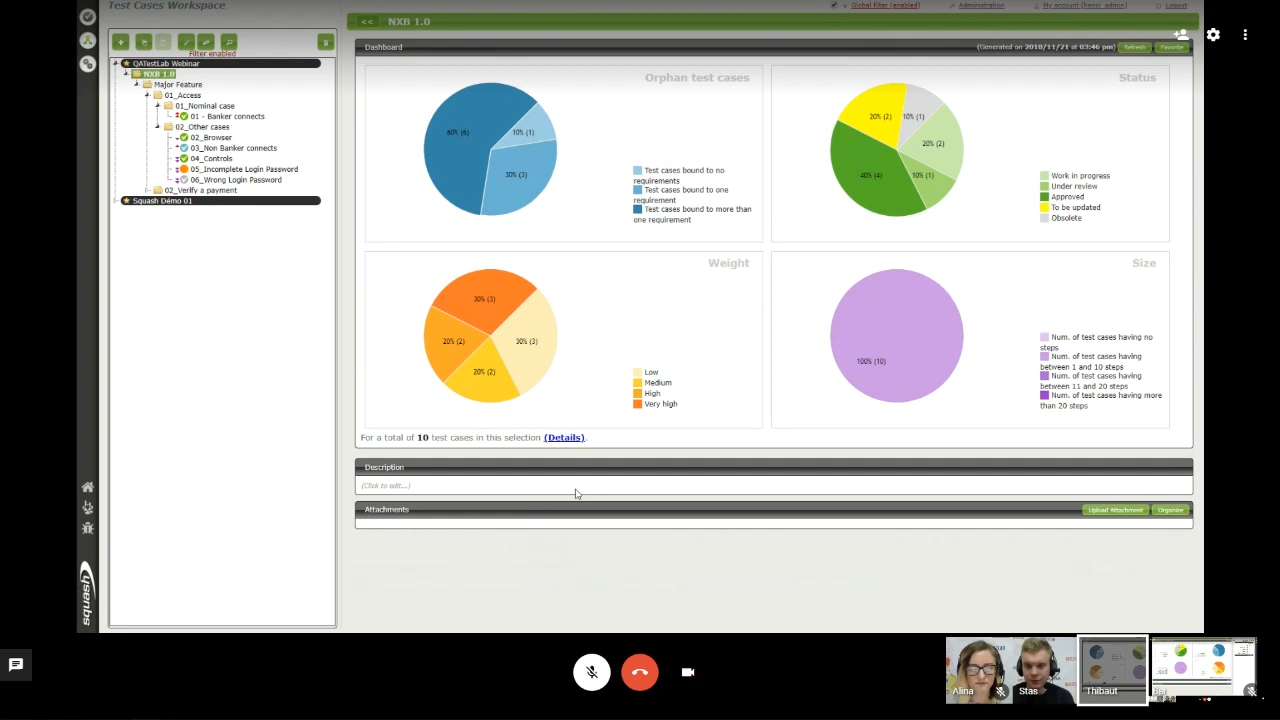 Test Cases Workspace
Global filter (enabled)
Administration
My account (henix_admin)
Logout
<<
NXB 1.0
Filter enabled
QATestLab Webinar
NXB 1.0
Major Feature
01_Access
01_Nominal case
01 - Banker connects
02_Other cases
02_Browser
03_Non Banker connects
04_Controls
05_Incomplete Login Password
06_Wrong Login Password
02_Verify a payment
Squash Démo 01
squash
Dashboard
(Generated on 2018/11/21 at 03:46 pm)
Refresh
Favorite
Orphan test cases
60% (6)
10% (1)
30% (3)
Test cases bound to no
requirements
Test cases bound to one
requirement
Test cases bound to more than
one requirement
Status
20% (2)
10% (1)
20% (2)
40% (4)
10% (1)
Work in progress
Under review
Approved
To be updated
Obsolete
Weight
30% (3)
20% (2)
30% (3)
20% (2)
Low
Medium
High
Very high
Size
100% (10)
Num. of test cases having no
steps
Num. of test cases having
between 1 and 10 steps
Num. of test cases having
between 11 and 20 steps
Num. of test cases having more
than 20 steps
For a total of 10 test cases in this selection (Details).
Description
(Click to edit...)
Attachments
Upload Attachment
Organize
Alina
Stas
Thibaut